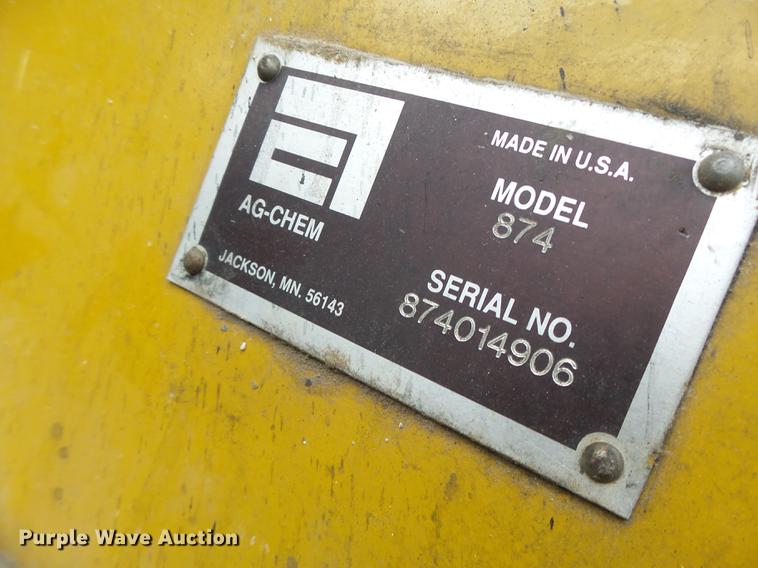 AG-CHEM
JACKSON, MN. 56143
MADE IN U.S.A.
MODEL
874
SERIAL NO.
874014906
Purple Wave Auction